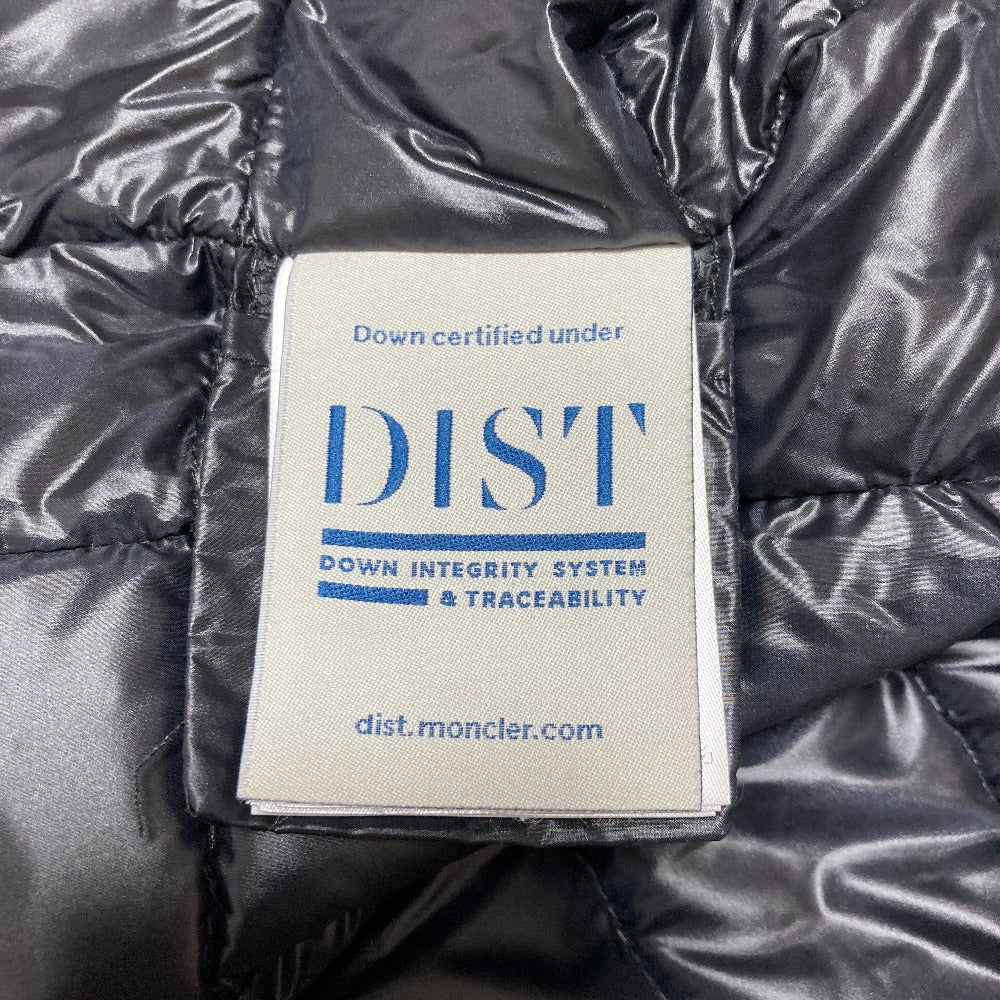 Down certified under
DIST
DOWN INTEGRITY SYSTEM
& TRACEABILITY
dist.moncler.com